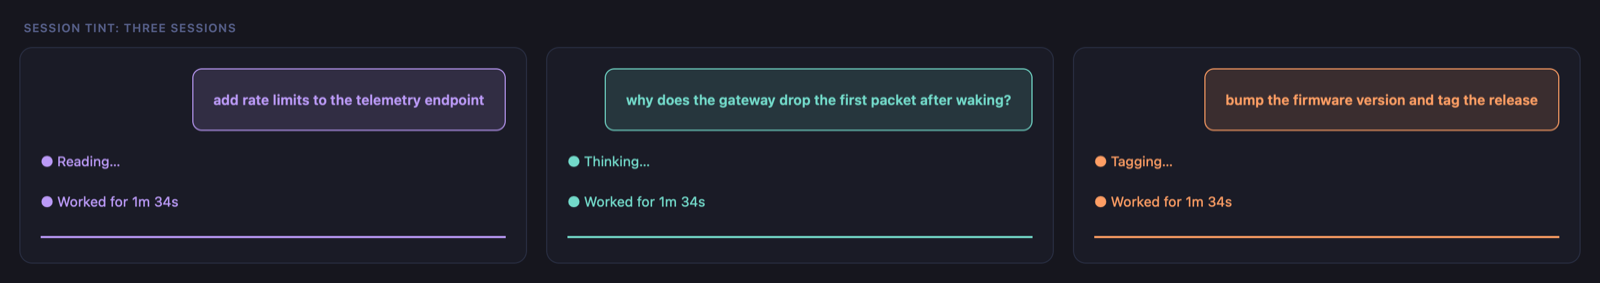 SESSION TINT: THREE SESSIONS
add rate limits to the telemetry endpoint
Reading...
Worked for 1m 34s
why does the gateway drop the first packet after waking?
Thinking...
Worked for 1m 34s
bump the firmware version and tag the release
Tagging...
Worked for 1m 34s